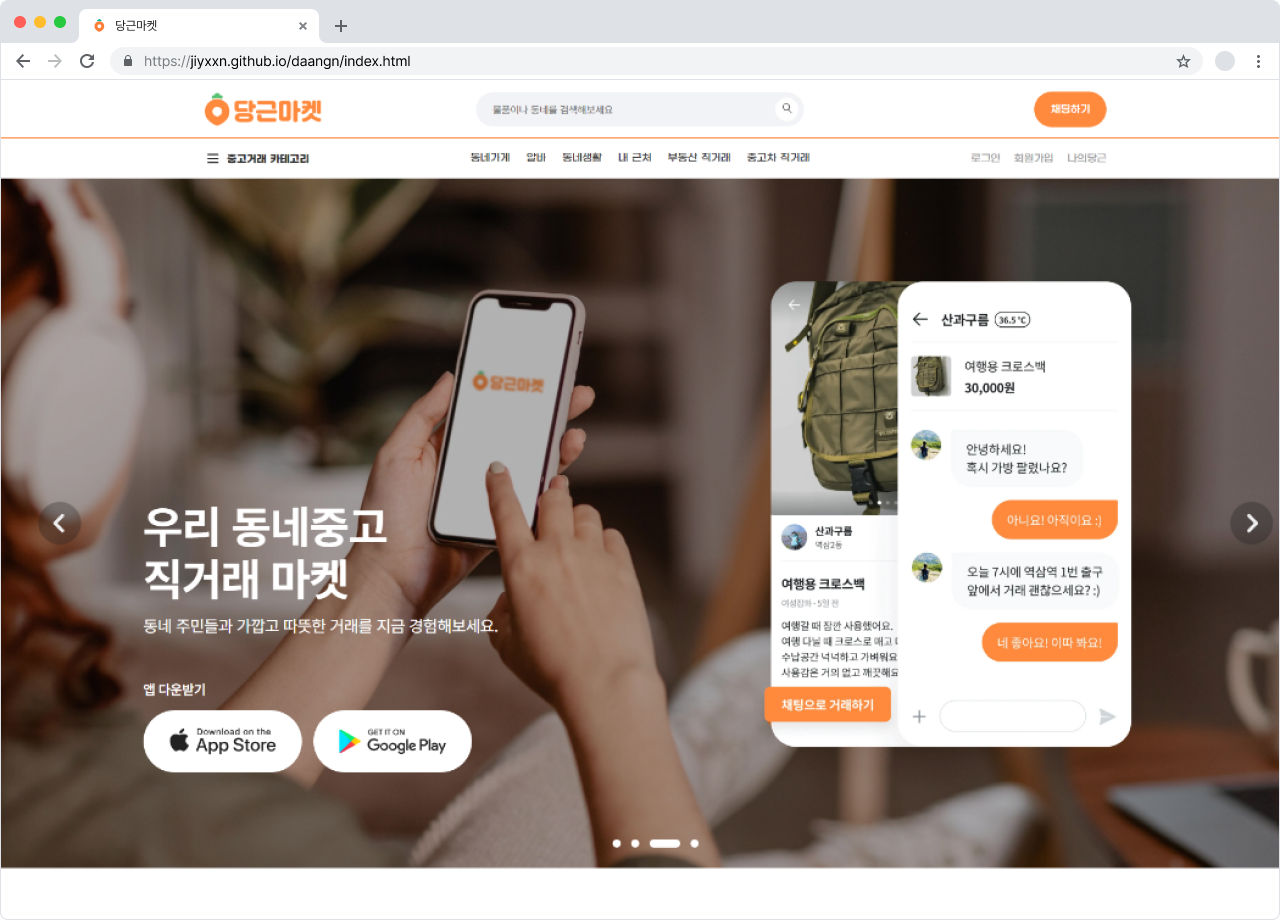 당근마켓
https://jiyxxn.github.io/daangn/index.html
당근마켓
물품이나 동네를 검색해보세요
채팅하기
중고거래 카테고리
동네가게 알바 동네생활 내 근처 부동산 직거래 중고차 직거래
로그인 회원가입 나의당근
당근마켓
우리 동네중고
직거래 마켓
동네 주민들과 가깝고 따뜻한 거래를 지금 경험해보세요.
앱 다운받기
Download on the
App Store
GET IT ON
Google Play
산과구름
역삼2동
여행용 크로스백
여성잡화 · 5일 전
여행갈 때 잠깐 사용했어요.
여행 다닐 때 크로스로 매고
수납공간 넉넉하고 가벼워요
사용감은 거의 없고 깨끗해요
채팅으로 거래하기
산과구름 36.5℃
여행용 크로스백
30,000원
안녕하세요!
혹시 가방 팔렸나요?
아니요! 아직이요 :)
오늘 7시에 역삼역 1번 출구
앞에서 거래 괜찮으세요? :)
네 좋아요! 이따 봐요!